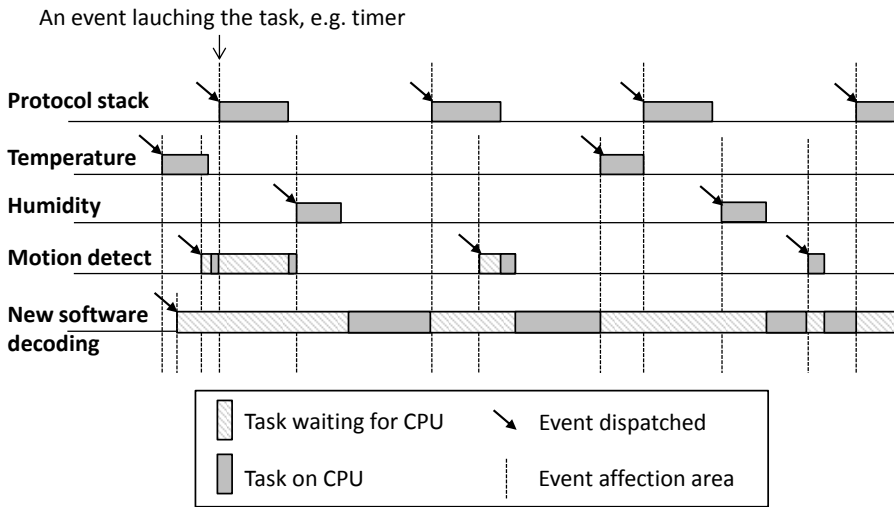 An event lauching the task, e.g. timer
Protocol stack
Temperature
Humidity
Motion detect
New software
decoding
Task waiting for CPU
Event dispatched
Task on CPU
Event affection area